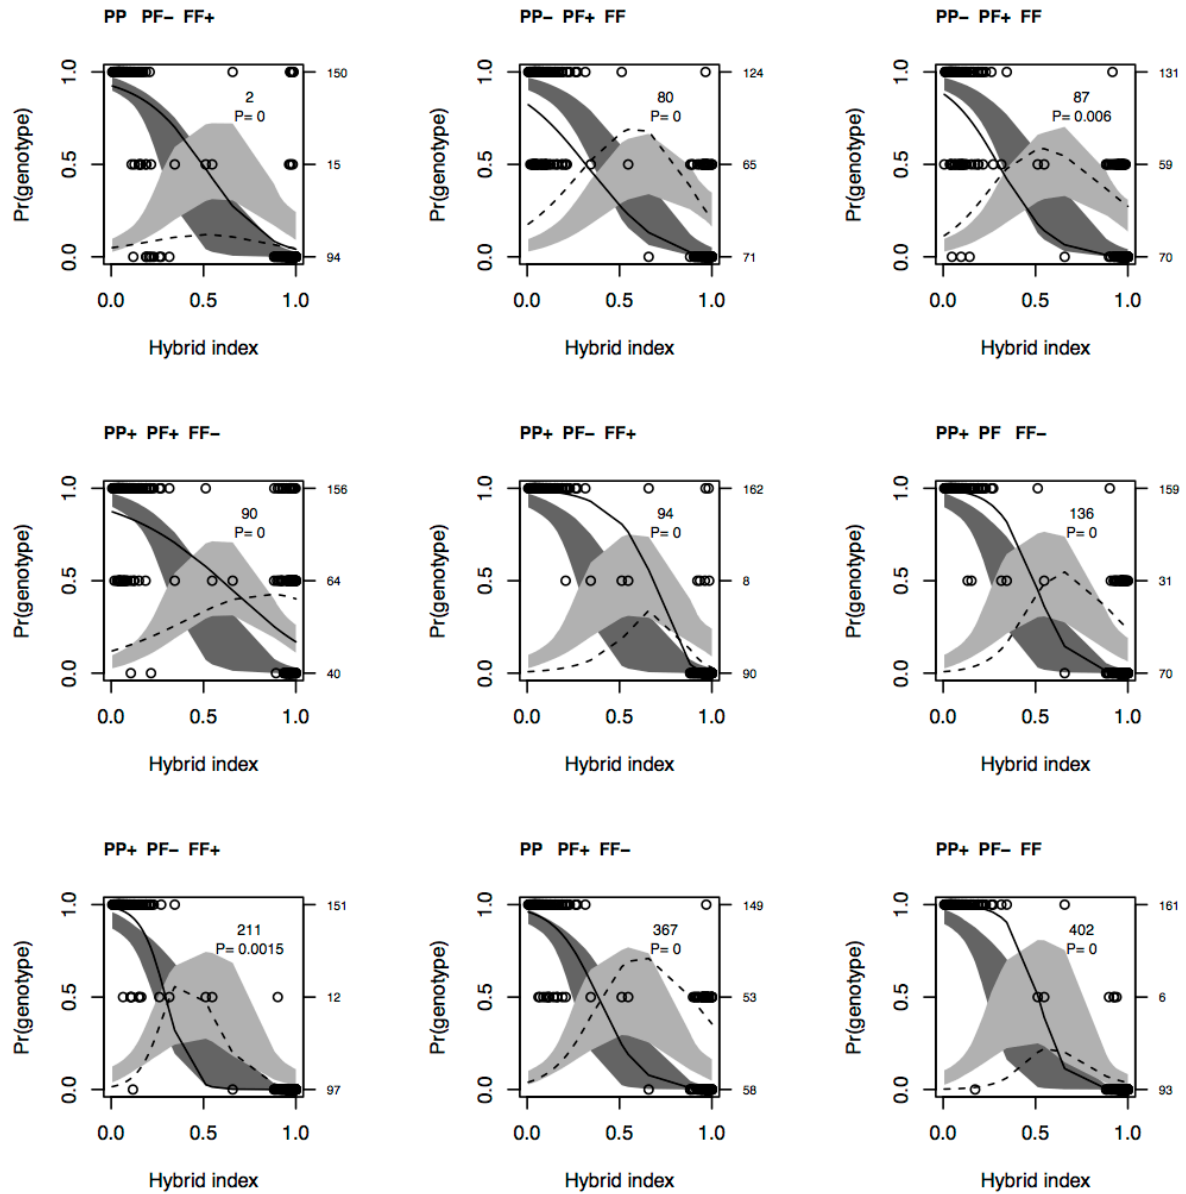 PP PF− FF+
Pr(genotype)
1.0
0.5
0.0
2
P= 0
150
15
94
0.0 0.5 1.0
Hybrid index
PP− PF+ FF
Pr(genotype)
1.0
0.5
0.0
80
P= 0
124
65
71
0.0 0.5 1.0
Hybrid index
PP− PF+ FF
Pr(genotype)
1.0
0.5
0.0
87
P= 0.006
131
59
70
0.0 0.5 1.0
Hybrid index
PP+ PF+ FF−
Pr(genotype)
1.0
0.5
0.0
90
P= 0
156
64
40
0.0 0.5 1.0
Hybrid index
PP+ PF− FF+
Pr(genotype)
1.0
0.5
0.0
94
P= 0
162
8
90
0.0 0.5 1.0
Hybrid index
PP+ PF FF−
Pr(genotype)
1.0
0.5
0.0
136
P= 0
159
31
70
0.0 0.5 1.0
Hybrid index
PP+ PF− FF+
Pr(genotype)
1.0
0.5
0.0
211
P= 0.0015
151
12
97
0.0 0.5 1.0
Hybrid index
PP PF+ FF−
Pr(genotype)
1.0
0.5
0.0
367
P= 0
149
53
58
0.0 0.5 1.0
Hybrid index
PP+ PF− FF
Pr(genotype)
1.0
0.5
0.0
402
P= 0
161
6
93
0.0 0.5 1.0
Hybrid index